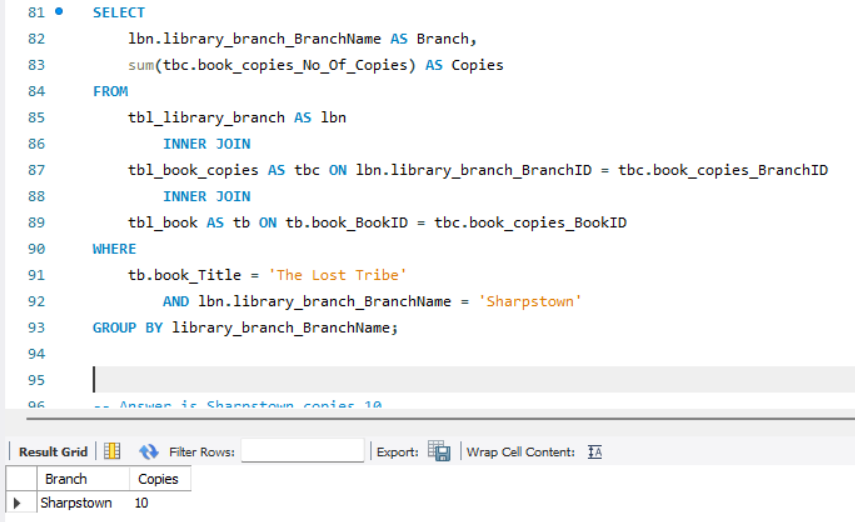 81 SELECT
82 lbn.library_branch_BranchName AS Branch,
83 sum(tbc.book_copies_No_Of_Copies) AS Copies
84 FROM
85 tbl_library_branch AS lbn
86 INNER JOIN
87 tbl_book_copies AS tbc ON lbn.library_branch_BranchID = tbc.book_copies_BranchID
88 INNER JOIN
89 tbl_book AS tb ON tb.book_BookID = tbc.book_copies_BookID
90 WHERE
91 tb.book_Title = 'The Lost Tribe'
92 AND lbn.library_branch_BranchName = 'Sharpstown'
93 GROUP BY library_branch_BranchName;
94
95
96 -- Answer is Sharpstown copies 10
Result Grid Filter Rows: Export: Wrap Cell Content: IA
Branch Copies
Sharpstown 10